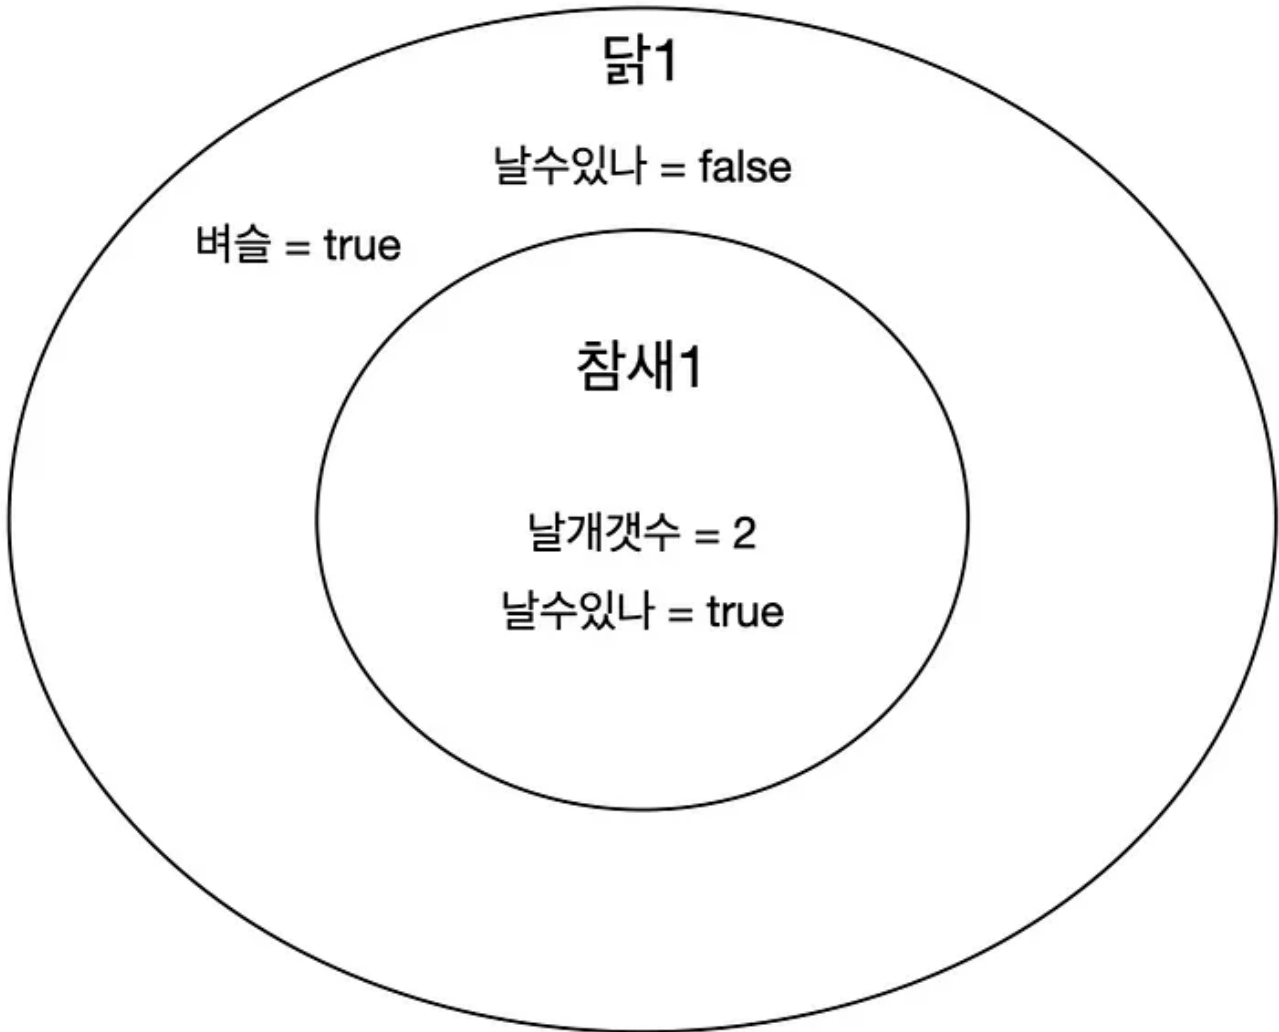 닭1
날수있나 = false
벼슬 = true
참새1
날개갯수 = 2
날수있나 = true